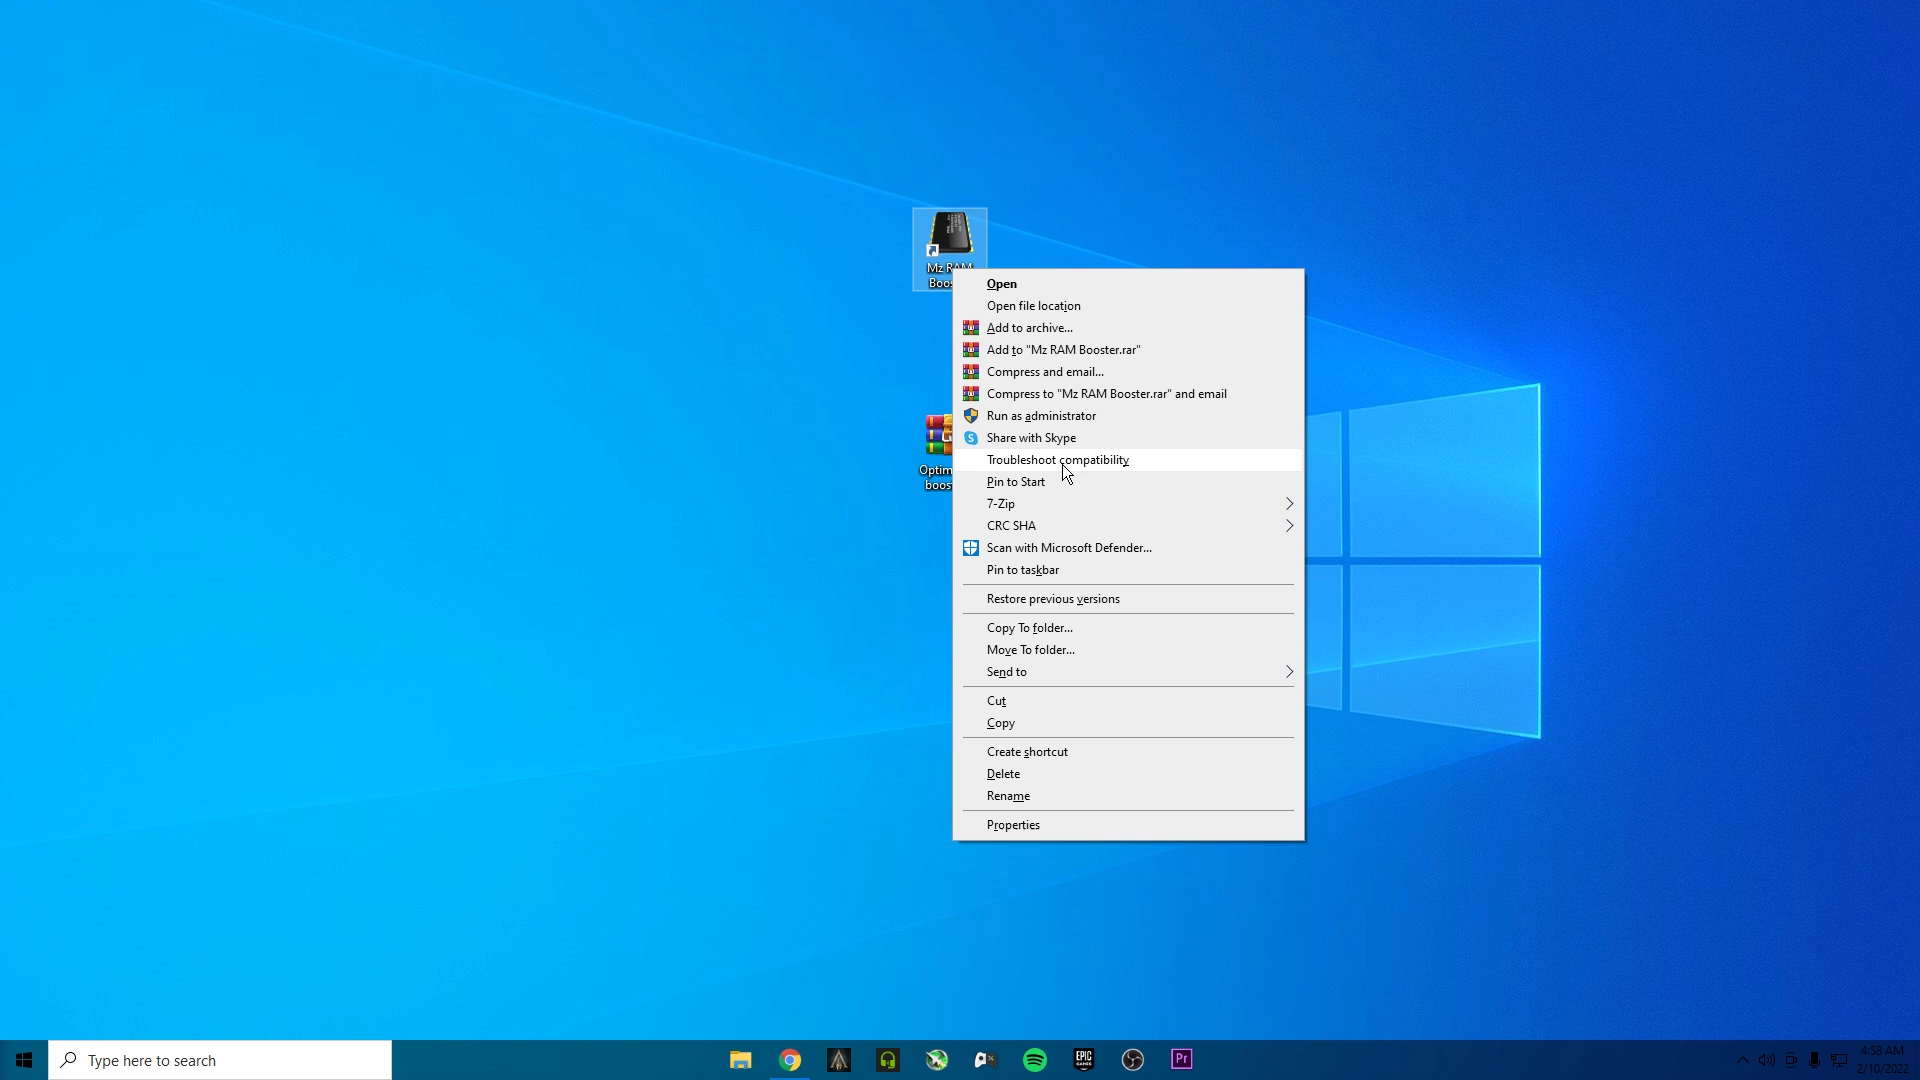 Mz RAM
Boos
Open
Open file location
Add to archive...
Add to "Mz RAM Booster.rar"
Compress and email...
Compress to "Mz RAM Booster.rar" and email
Run as administrator
Share with Skype
Troubleshoot compatibility
Optim
boos
Pin to Start
7-Zip
CRC SHA
Scan with Microsoft Defender...
Pin to taskbar
Restore previous versions
Copy To folder...
Move To folder...
Send to
Cut
Copy
Create shortcut
Delete
Rename
Properties
Type here to search
EPIC
GAMES
Pr
4:58 AM
2/10/2022